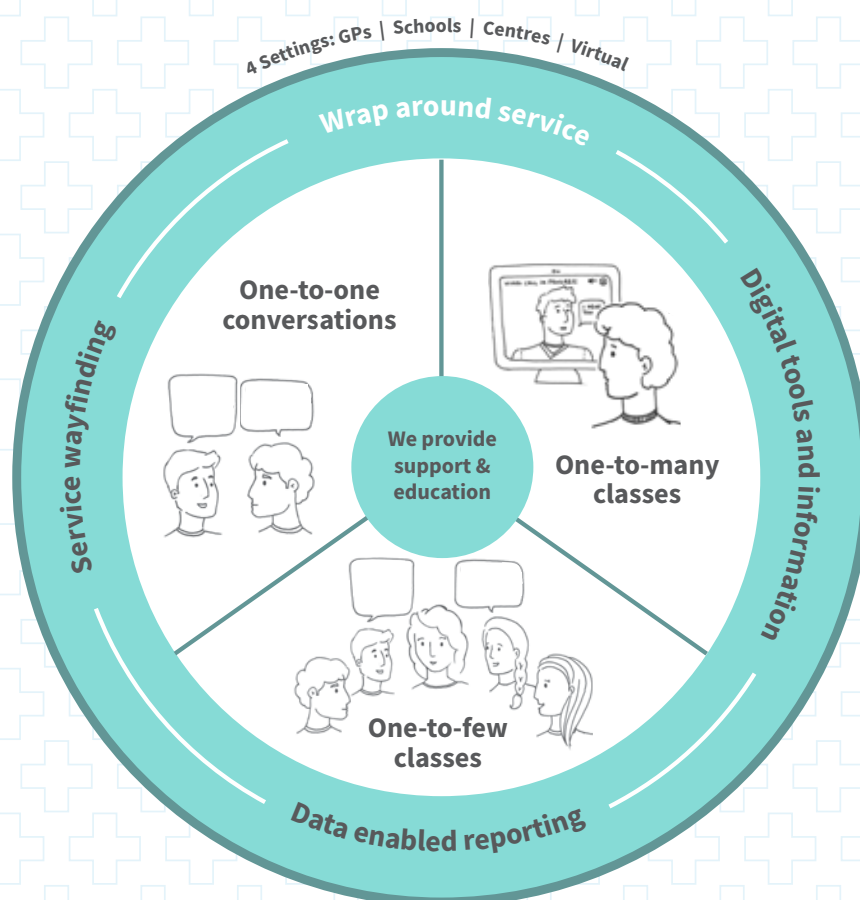 4 Settings: GPs | Schools | Centres | Virtual
Wrap around service
Digital tools and information
Service wayfinding
Data enabled reporting
One-to-one
conversations
We provide
support &
education
One-to-many
classes
One-to-few
classes